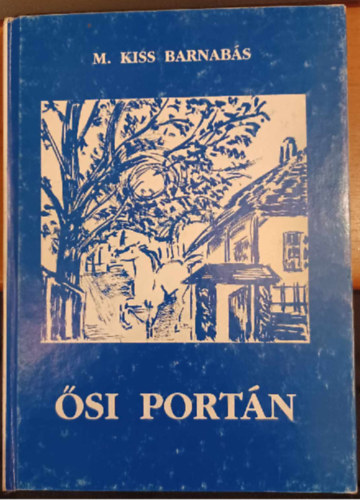 M. KISS BARNABÁS
ŐSI PORTÁN